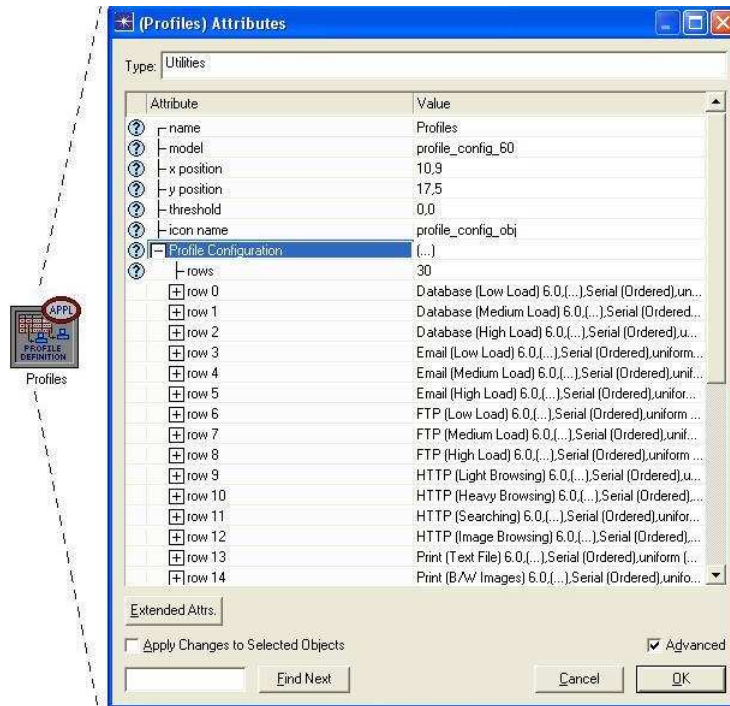 (Profiles) Attributes
Type: Utilities
Attribute Value
name Profiles
model profile_config_60
x position 10,9
y position 17,5
threshold 0,0
icon name profile_config_obj
Profile Configuration (...)
rows 30
row 0 Database (Low Load) 6.0,(...),Serial (Ordered),un...
row 1 Database (Medium Load) 6.0,(...),Serial (Ordered...
row 2 Database (High Load) 6.0,(...),Serial (Ordered),u...
row 3 Email (Low Load) 6.0,(...),Serial (Ordered),uniform...
row 4 Email (Medium Load) 6.0,(...),Serial (Ordered),unif...
row 5 Email (High Load) 6.0,(...),Serial (Ordered),unifor...
row 6 FTP (Low Load) 6.0,(...),Serial (Ordered),uniform ...
row 7 FTP (Medium Load) 6.0,(...),Serial (Ordered),unif...
row 8 FTP (High Load) 6.0,(...),Serial (Ordered),uniform ...
row 9 HTTP (Light Browsing) 6.0,(...),Serial (Ordered),u...
row 10 HTTP (Heavy Browsing) 6.0,(...),Serial (Ordered),...
row 11 HTTP (Searching) 6.0,(...),Serial (Ordered),unifor...
row 12 HTTP (Image Browsing) 6.0,(...),Serial (Ordered),...
row 13 Print (Text File) 6.0,(...),Serial (Ordered),uniform (...
row 14 Print (B/W Images) 6.0,(...),Serial (Ordered),unifo...
APPL
PROFILE
DEFINITION
Profiles
Extended Attrs.
Apply Changes to Selected Objects Advanced
Find Next Cancel OK